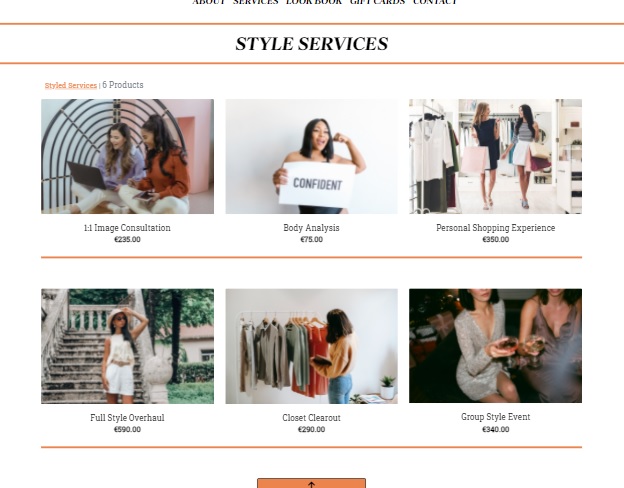 ABOUT SERVICES LOOK BOOK GIFT CARDS CONTACT
STYLE SERVICES
Styled Services | 6 Products
CONFIDENT
1:1 Image Consultation
€235.00
Body Analysis
€75.00
Personal Shopping Experience
€350.00
Full Style Overhaul
€590.00
Closet Clearout
€290.00
Group Style Event
€340.00